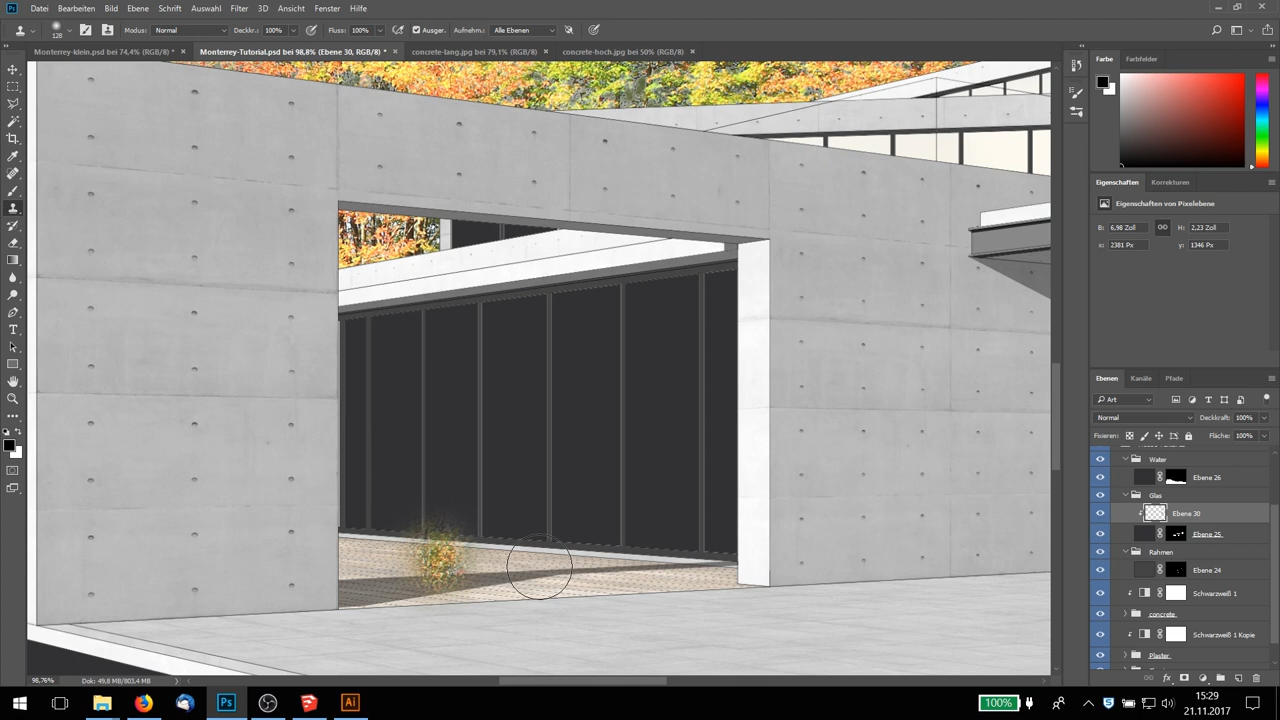 Ps Datei Bearbeiten Bild Ebene Schrift Auswahl Filter 3D Ansicht Fenster Hilfe
128 Modus: Normal Deckkr.: 100% Fluss: 100% Ausger. Aufnehm.: Alle Ebenen
Monterrey-klein.psd bei 74,4% (RGB/8) * × Monterrey-Tutorial.psd bei 98,8% (Ebene 30, RGB/8) * × concrete-lang.jpg bei 79,1% (RGB/8) × concrete-hoch.jpg bei 50% (RGB/8) ×
Farbe Farbfelder
Eigenschaften Korrekturen
Eigenschaften von Pixelebene
B: 6,98 Zoll H: 2,23 Zoll
x: 2381 Px y: 1346 Px
Ebenen Kanäle Pfade
Art
Normal Deckkraft: 100%
Fixieren: Fläche: 100%
Water
Ebene 26
Glas
Ebene 30
Ebene 25
Rahmen
Ebene 24
Schwarzweiß 1
concrete
Schwarzweiß 1 Kopie
Plaster
98,76% Dok: 49,8 MB/803,4 MB
Ps Ai 100% 15:29
21.11.2017